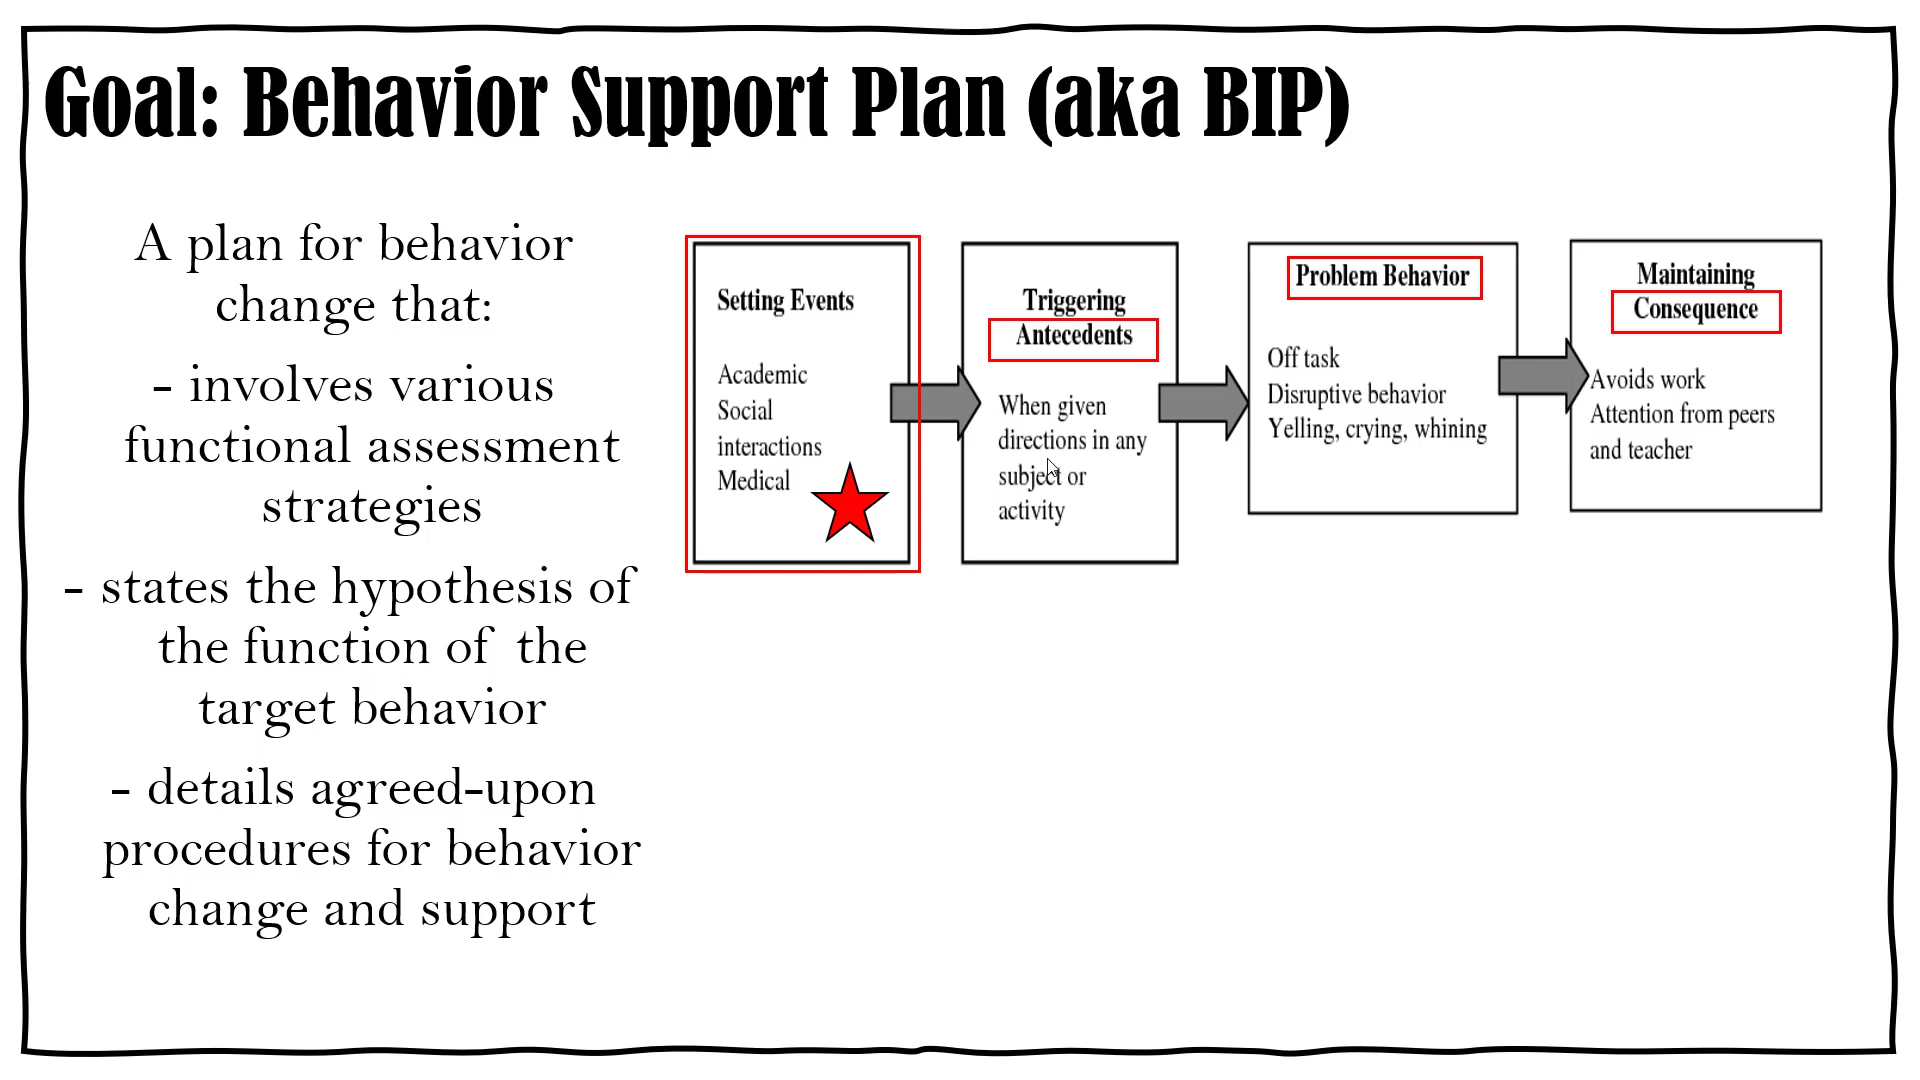 Goal: Behavior Support Plan (aka BIP)
A plan for behavior
change that:
- involves various
functional assessment
strategies
- states the hypothesis of
the function of the
target behavior
- details agreed-upon
procedures for behavior
change and support
Setting Events
Academic
Social
interactions
Medical
Triggering
Antecedents
When given
directions in any
subject or
activity
Problem Behavior
Off task
Disruptive behavior
Yelling, crying, whining
Maintaining
Consequence
Avoids work
Attention from peers
and teacher